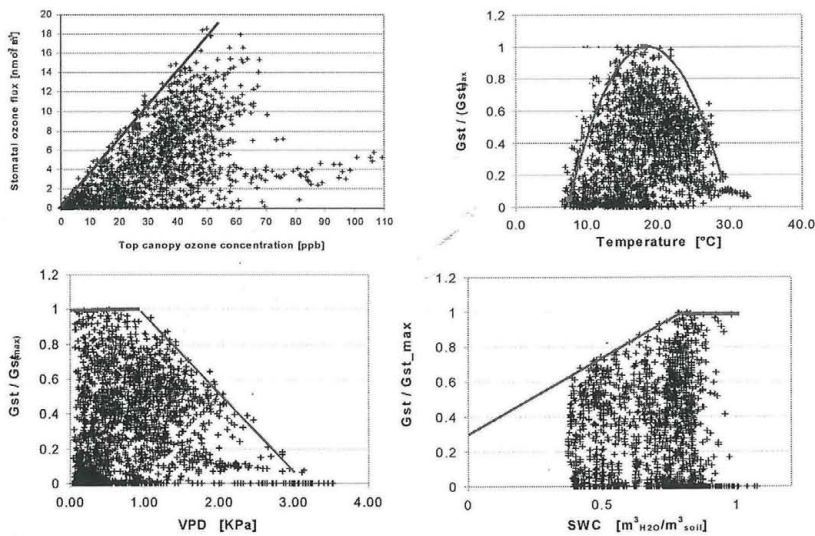 Stomatal ozone flux [nmol² m²]
20
18
16
14
12
10
8
6
4
2
0
0 10 20 30 40 50 60 70 80 90 100 110
Top canopy ozone concentration [ppb]
Gst / (Gst)max
1.2
1
0.8
0.6
0.4
0.2
0
0.0 10.0 20.0 30.0 40.0
Temperature [°C]
Gst / Gst(max)
1.2
1
0.8
0.6
0.4
0.2
0
0.00 1.00 2.00 3.00 4.00
VPD [KPa]
Gst / Gst_max
1.2
1
0.8
0.6
0.4
0.2
0
0 0.5 1
SWC [m³H2O/m³soil]